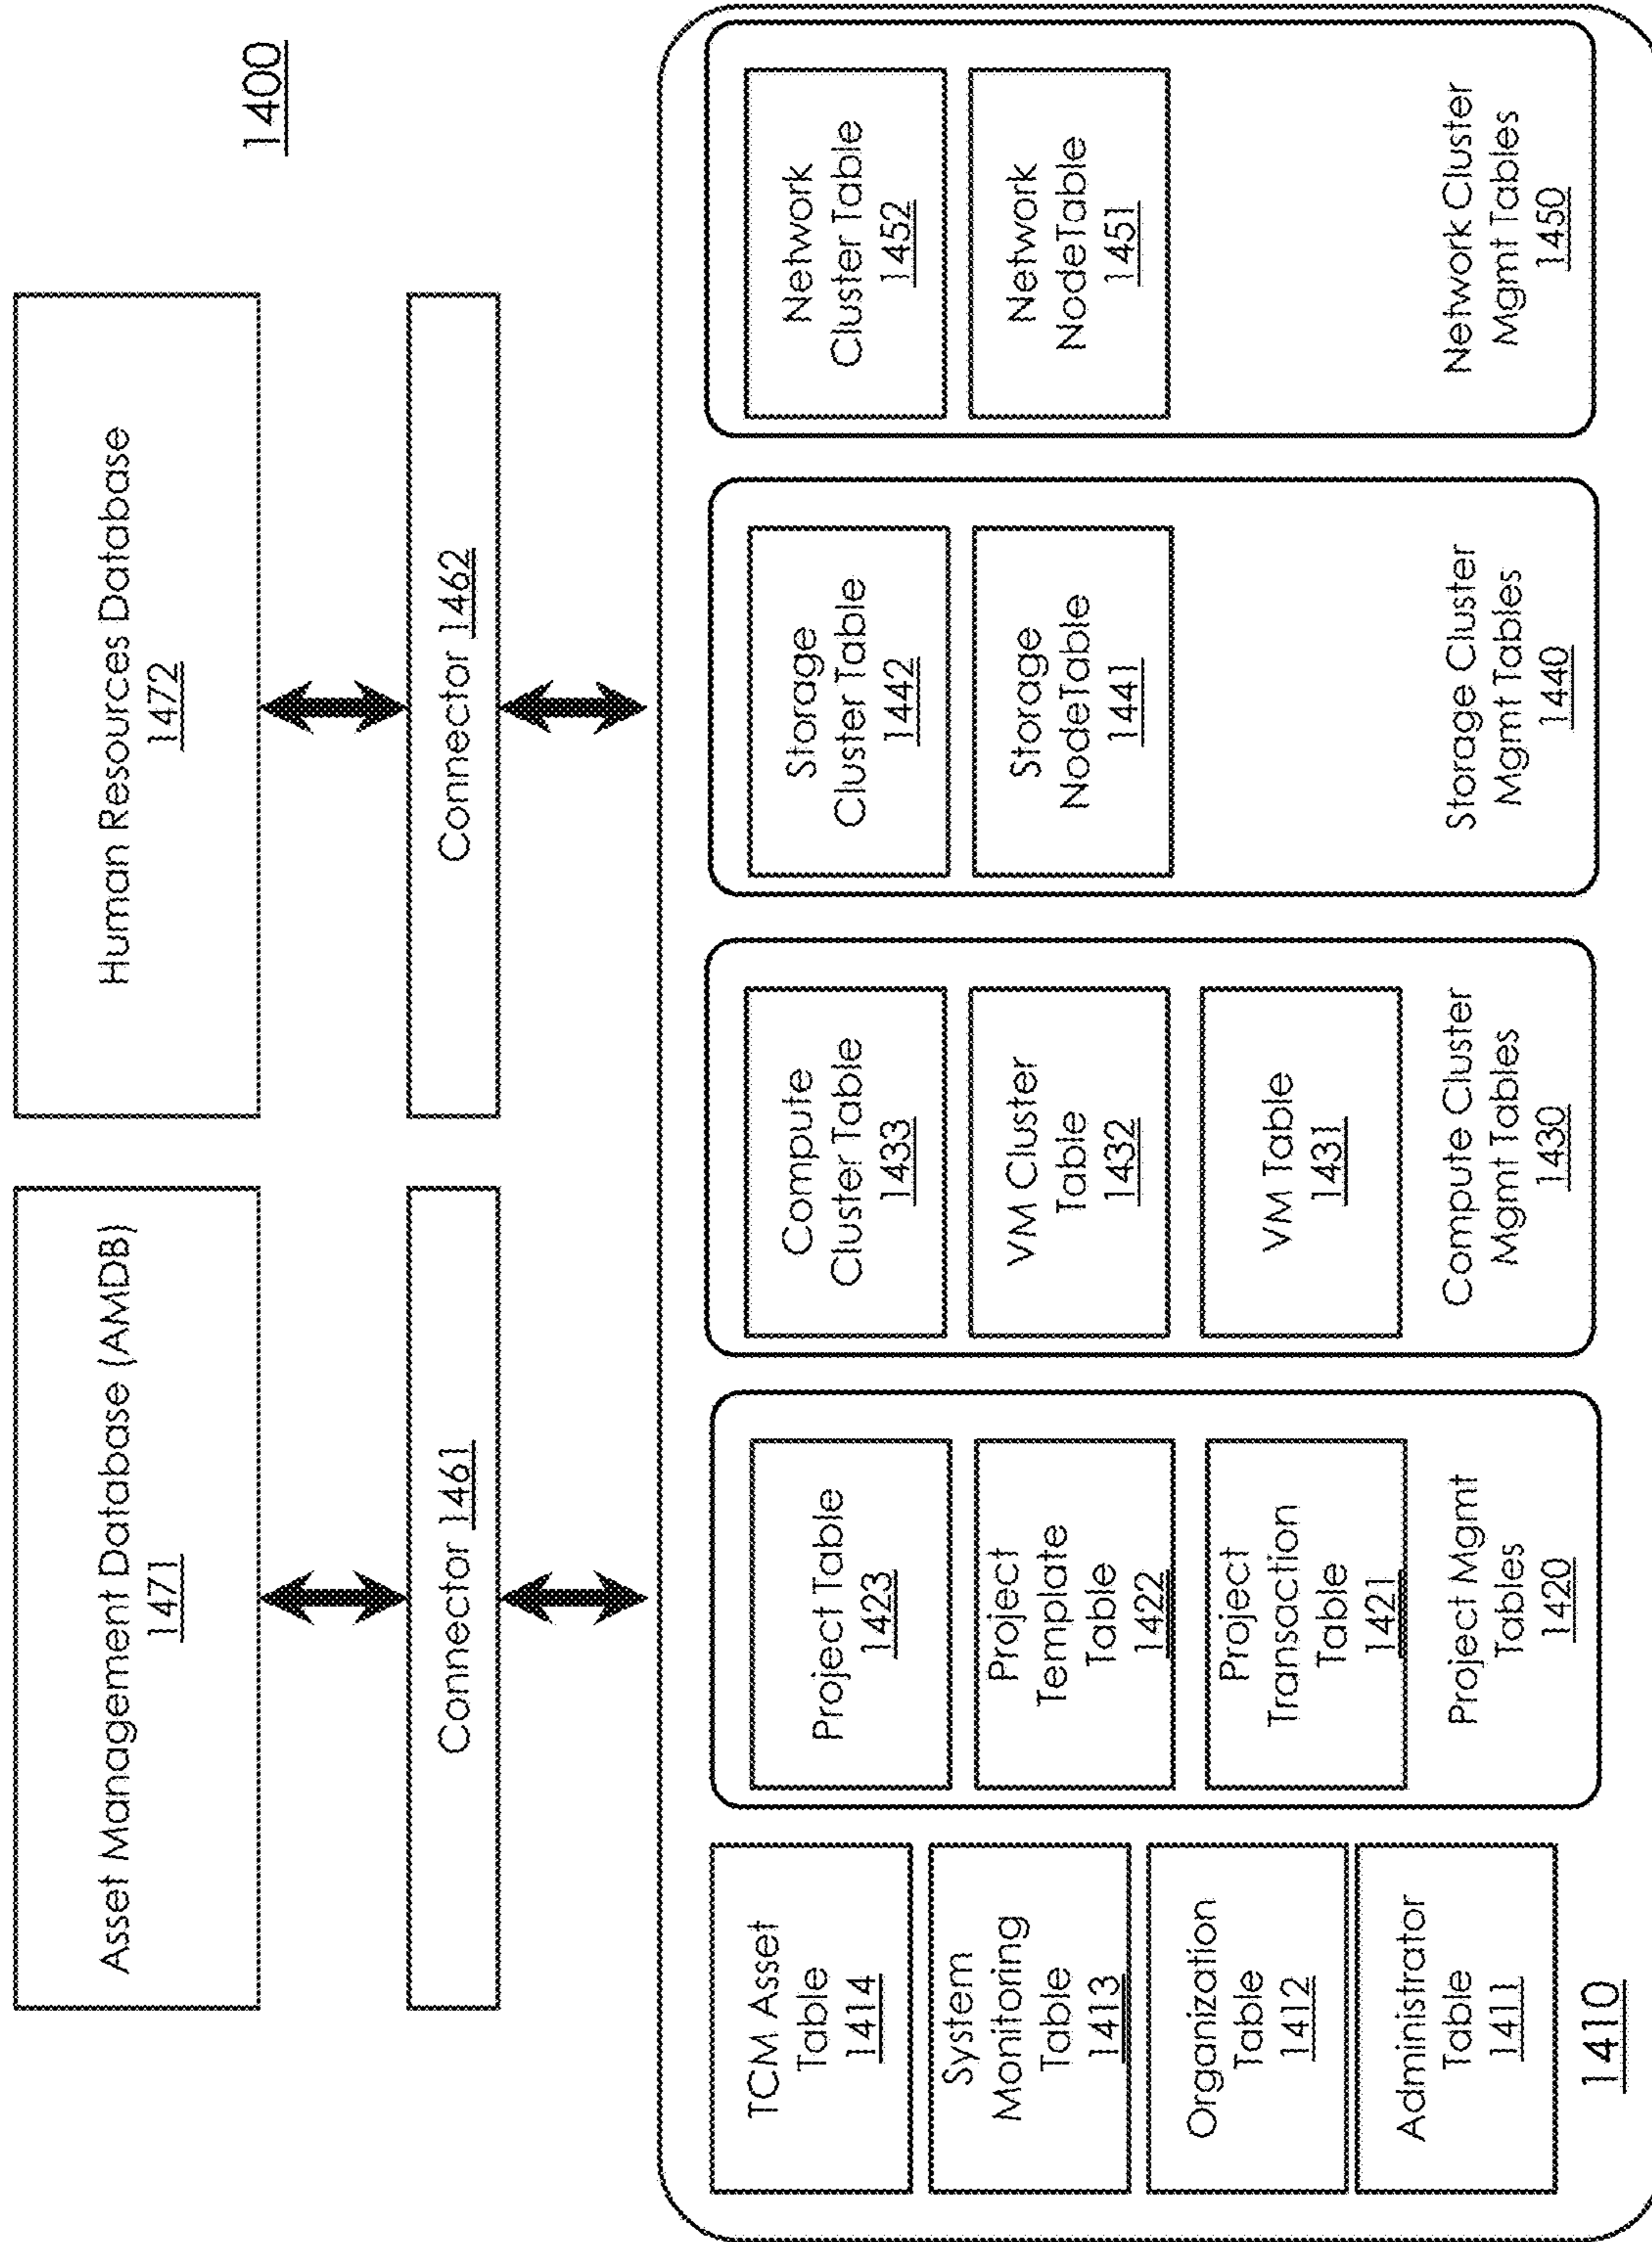 1400
Asset Management Database (AMDB)
1471
Human Resources Database
1472
Connector 1461
Connector 1462
TCM Asset
Table
1414
System
Monitoring
Table
1413
Organization
Table
1412
Administrator
Table
1411
1410
Project Table
1423
Project
Template
Table
1422
Project
Transaction
Table
1421
Project Mgmt
Tables
1420
Compute
Cluster Table
1433
VM Cluster
Table
1432
VM Table
1431
Compute Cluster
Mgmt Tables
1430
Storage
Cluster Table
1442
Storage
NodeTable
1441
Storage Cluster
Mgmt Tables
1440
Network
Cluster Table
1452
Network
NodeTable
1451
Network Cluster
Mgmt Tables
1450